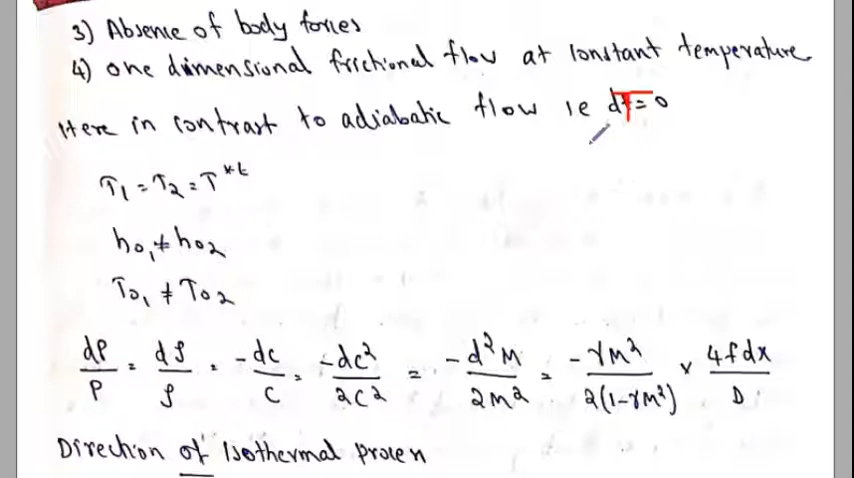 3) Absence of body forces
4) one dimensional frictional flow at constant temperature
Here in contrast to adiabatic flow ie dT=0
T₁ = T₂ = T*ᵗ
h₀₁ ≠ h₀₂
T₀₁ ≠ T₀₂
dP/P = dρ/ρ = -dc/c = -dc²/2c² = -d²M/2M² = -γM²/2(1-γM²) × 4fdx/D
Direction of Isothermal process